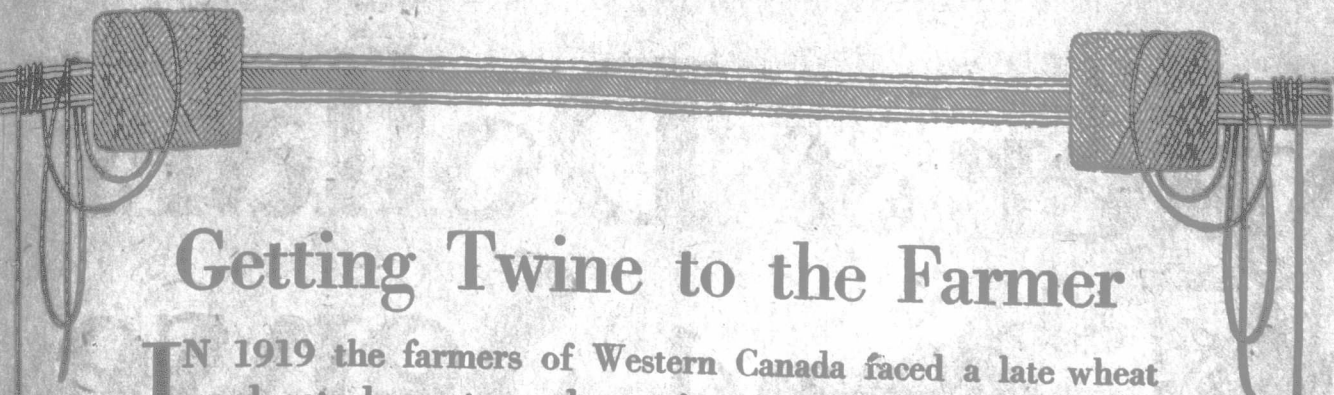 Getting Twine to the Farmer
IN 1919 the farmers of Western Canada faced a late wheat